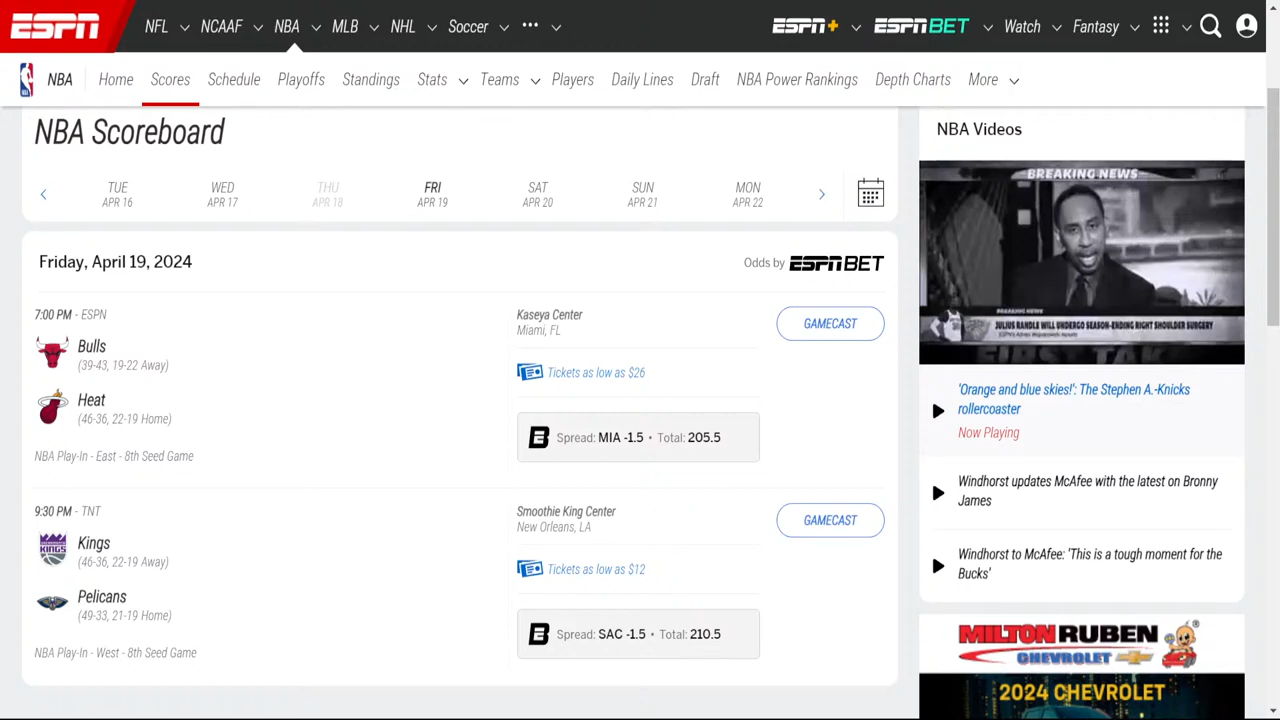 ESPN NFL NCAAF NBA MLB NHL Soccer ••• ESPN+ ESPN BET Watch Fantasy
NBA Home Scores Schedule Playoffs Standings Stats Teams Players Daily Lines Draft NBA Power Rankings Depth Charts More
NBA Scoreboard
TUE WED THU FRI SAT SUN MON
APR 16 APR 17 APR 18 APR 19 APR 20 APR 21 APR 22
Friday, April 19, 2024
Odds by ESPN BET
7:00 PM - ESPN
Bulls
(39-43, 19-22 Away)
Heat
(46-36, 22-19 Home)
NBA Play-In - East - 8th Seed Game
Kaseya Center
Miami, FL
Tickets as low as $26
Spread: MIA -1.5 • Total: 205.5
GAMECAST
9:30 PM - TNT
Kings
(46-36, 22-19 Away)
Pelicans
(49-33, 21-19 Home)
NBA Play-In - West - 8th Seed Game
Smoothie King Center
New Orleans, LA
Tickets as low as $12
Spread: SAC -1.5 • Total: 210.5
GAMECAST
NBA Videos
BREAKING NEWS
BREAKING NEWS
JULIUS RANDLE WILL UNDERGO SEASON-ENDING RIGHT SHOULDER SURGERY
FIRST TAKE
'Orange and blue skies!': The Stephen A.-Knicks
rollercoaster
Now Playing
Windhorst updates McAfee with the latest on Bronny
James
Windhorst to McAfee: 'This is a tough moment for the
Bucks'
MILTON RUBEN
CHEVROLET
2024 CHEVROLET